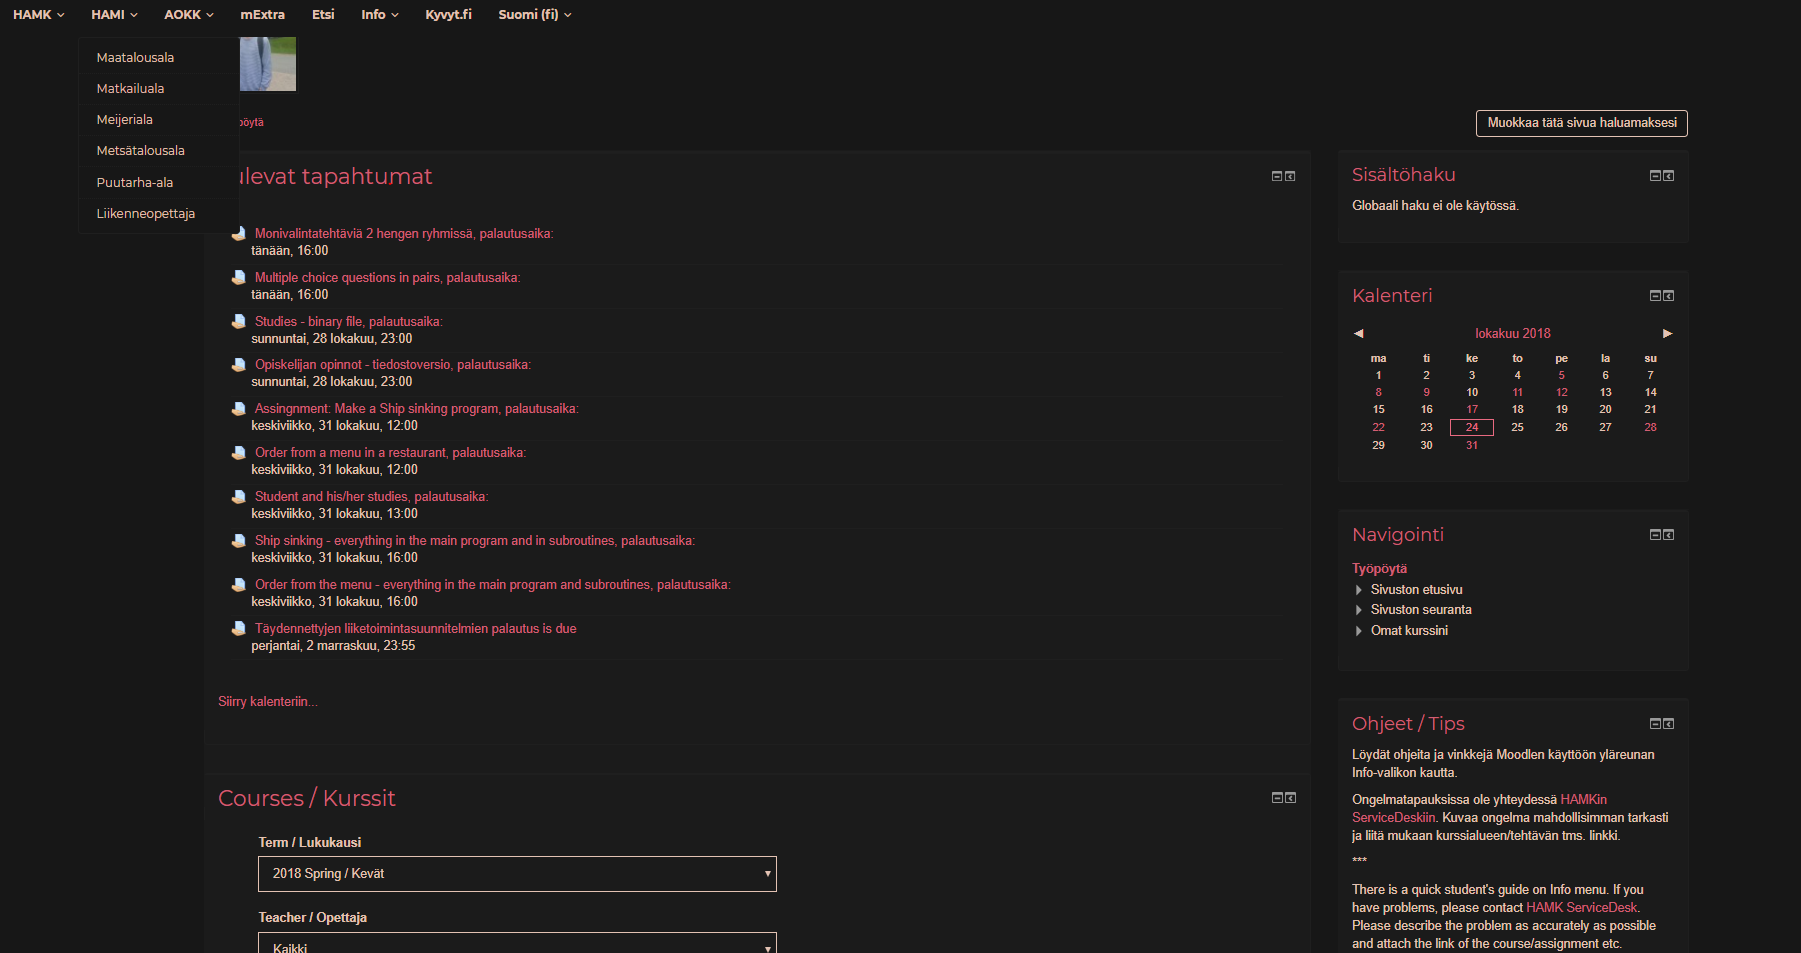 HAMK HAMI AOKK mExtra Etsi Info Kyvyt.fi Suomi (fi)
Maatalousala
Matkailuala
Meijeriala
Metsätalousala
Puutarha-ala
Liikenneopettaja
pöytä
Muokkaa tätä sivua haluamaksesi
ulevat tapahtumat
Monivalintatehtäviä 2 hengen ryhmissä, palautusaika:
tänään, 16:00
Multiple choice questions in pairs, palautusaika:
tänään, 16:00
Studies - binary file, palautusaika:
sunnuntai, 28 lokakuu, 23:00
Opiskelijan opinnot - tiedostoversio, palautusaika:
sunnuntai, 28 lokakuu, 23:00
Assingnment: Make a Ship sinking program, palautusaika:
keskiviikko, 31 lokakuu, 12:00
Order from a menu in a restaurant, palautusaika:
keskiviikko, 31 lokakuu, 12:00
Student and his/her studies, palautusaika:
keskiviikko, 31 lokakuu, 13:00
Ship sinking - everything in the main program and in subroutines, palautusaika:
keskiviikko, 31 lokakuu, 16:00
Order from the menu - everything in the main program and subroutines, palautusaika:
keskiviikko, 31 lokakuu, 16:00
Täydennettyjen liiketoimintasuunnitelmien palautus is due
perjantai, 2 marraskuu, 23:55
Siirry kalenteriin...
Courses / Kurssit
Term / Lukukausi
2018 Spring / Kevät
Teacher / Opettaja
Kaikki
Sisältöhaku
Globaali haku ei ole käytössä.
Kalenteri
◄ lokakuu 2018 ►
ma ti ke to pe la su
1 2 3 4 5 6 7
8 9 10 11 12 13 14
15 16 17 18 19 20 21
22 23 24 25 26 27 28
29 30 31
Navigointi
Työpöytä
Sivuston etusivu
Sivuston seuranta
Omat kurssini
Ohjeet / Tips
Löydät ohjeita ja vinkkejä Moodlen käyttöön yläreunan
Info-valikon kautta.
Ongelmatapauksissa ole yhteydessä HAMKin
ServiceDeskiin. Kuvaa ongelma mahdollisimman tarkasti
ja liitä mukaan kurssialueen/tehtävän tms. linkki.
***
There is a quick student's guide on Info menu. If you
have problems, please contact HAMK ServiceDesk.
Please describe the problem as accurately as possible
and attach the link of the course/assignment etc.